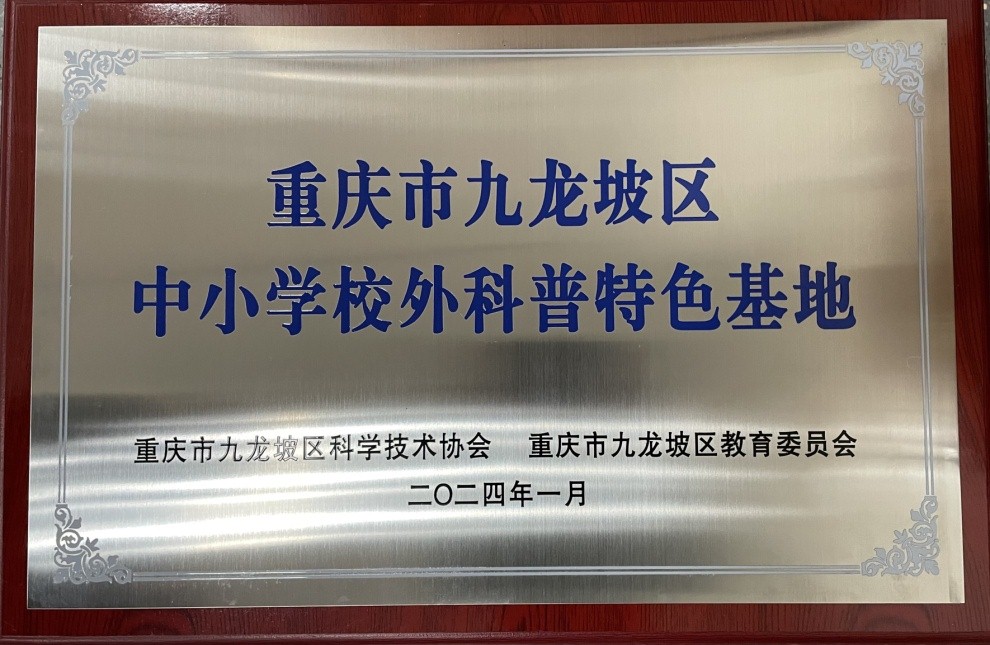 重庆市九龙坡区
中小学校外科普特色基地
重庆市九龙坡区科学技术协会 重庆市九龙坡区教育委员会
二〇二四年一月